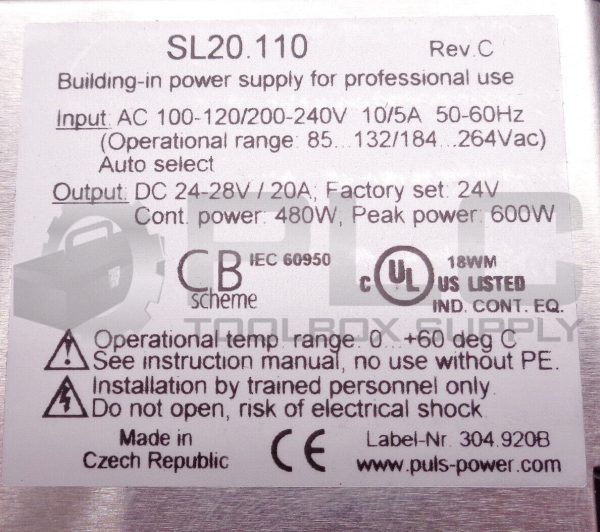 SL20.110 Rev.C
Building-in power supply for professional use
Input: AC 100-120/200-240V 10/5A 50-60Hz
(Operational range: 85...132/184...264Vac)
Auto select
Output: DC 24-28V / 20A; Factory set: 24V
Cont. power: 480W, Peak power: 600W
PLC
TOOLBOX SUPPLY
CB scheme IEC 60950
c UL US LISTED 18WM
IND. CONT. EQ.
Operational temp. range: 0...+60 deg C
See instruction manual, no use without PE.
Installation by trained personnel only.
Do not open, risk of electrical shock.
Made in
Czech Republic
CE
Label-Nr. 304.920B
www.puls-power.com